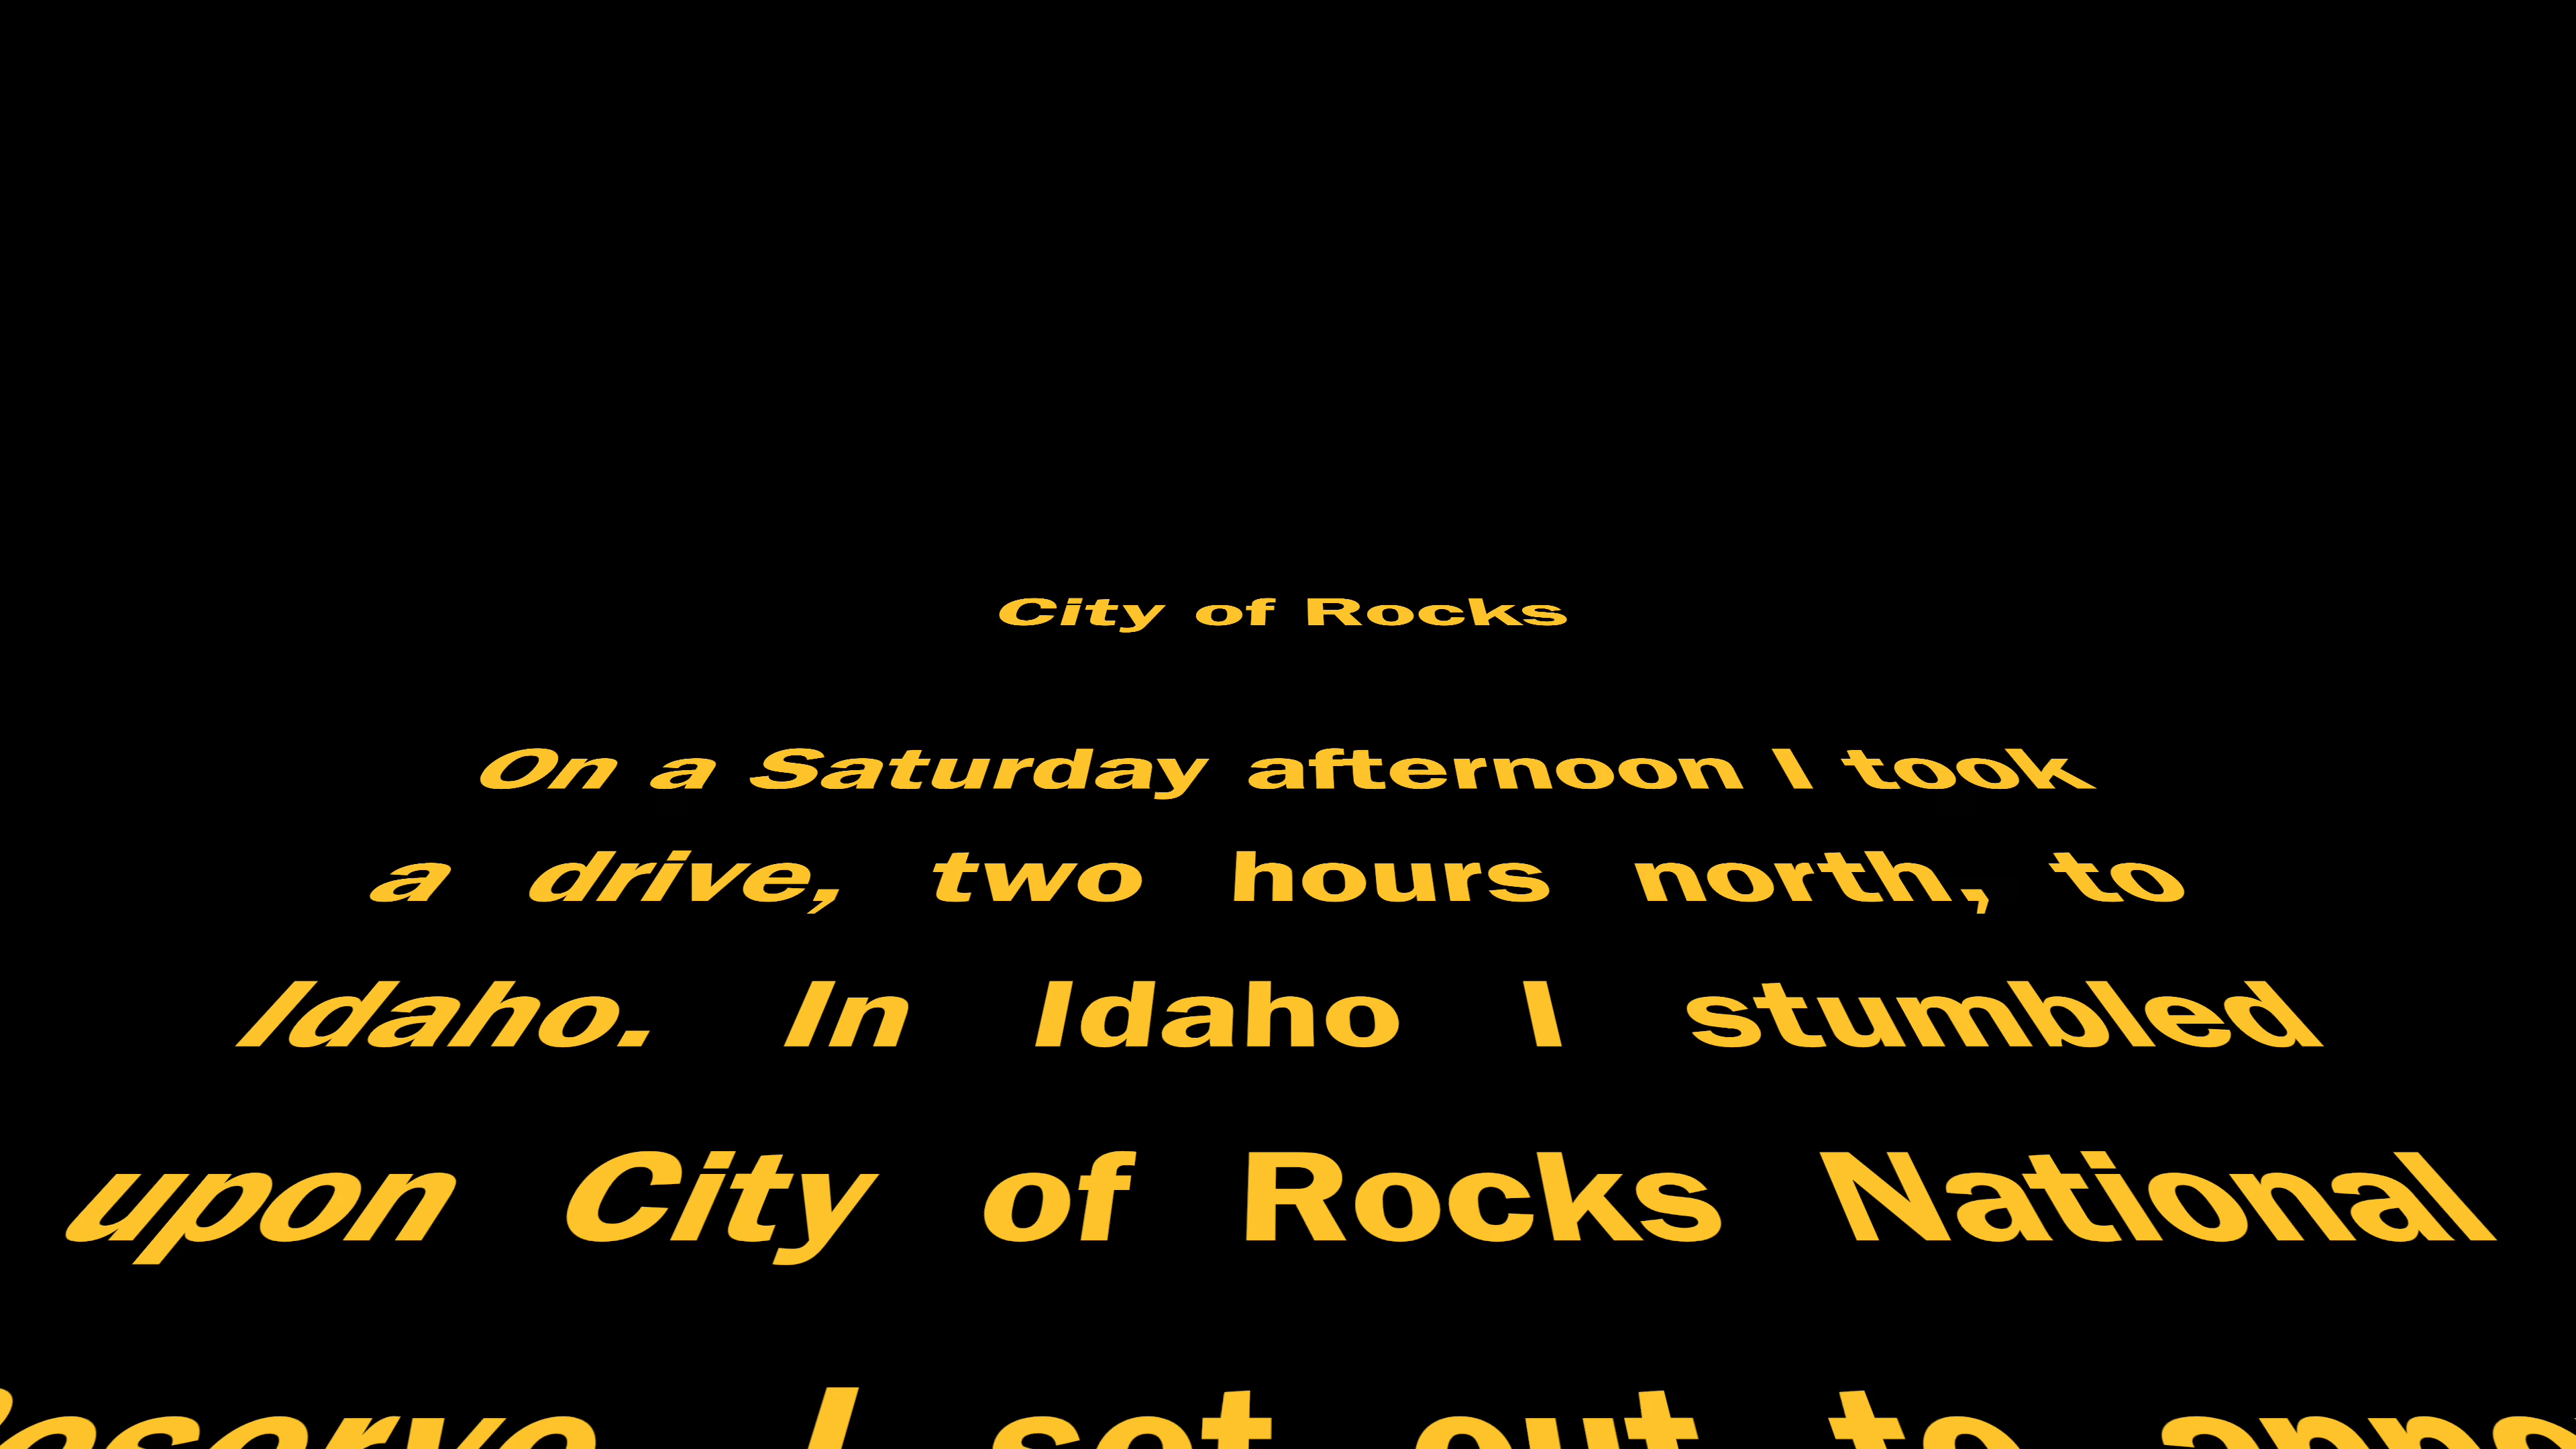 City of Rocks
On a Saturday afternoon I took
a drive, two hours north, to
Idaho. In Idaho I stumbled
upon City of Rocks National
I set out to